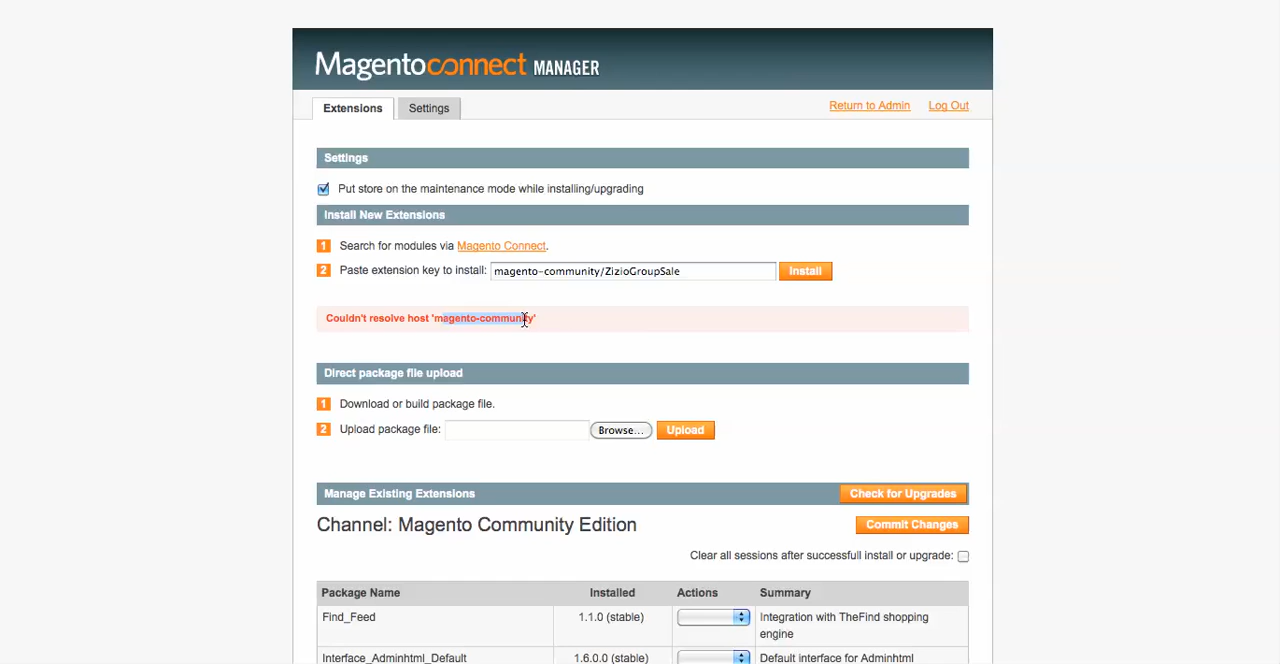 Magentoconnect MANAGER
Extensions
Settings
Return to Admin
Log Out
Settings
Put store on the maintenance mode while installing/upgrading
Install New Extensions
1 Search for modules via Magento Connect.
2 Paste extension key to install: magento-community/ZizioGroupSale Install
Couldn't resolve host 'magento-community'
Direct package file upload
1 Download or build package file.
2 Upload package file: Browse... Upload
Manage Existing Extensions Check for Upgrades
Channel: Magento Community Edition Commit Changes
Clear all sessions after successfull install or upgrade:
Package Name Installed Actions Summary
Find_Feed 1.1.0 (stable) Integration with TheFind shopping
engine
Interface_Adminhtml_Default 1.6.0.0 (stable) Default interface for Adminhtml